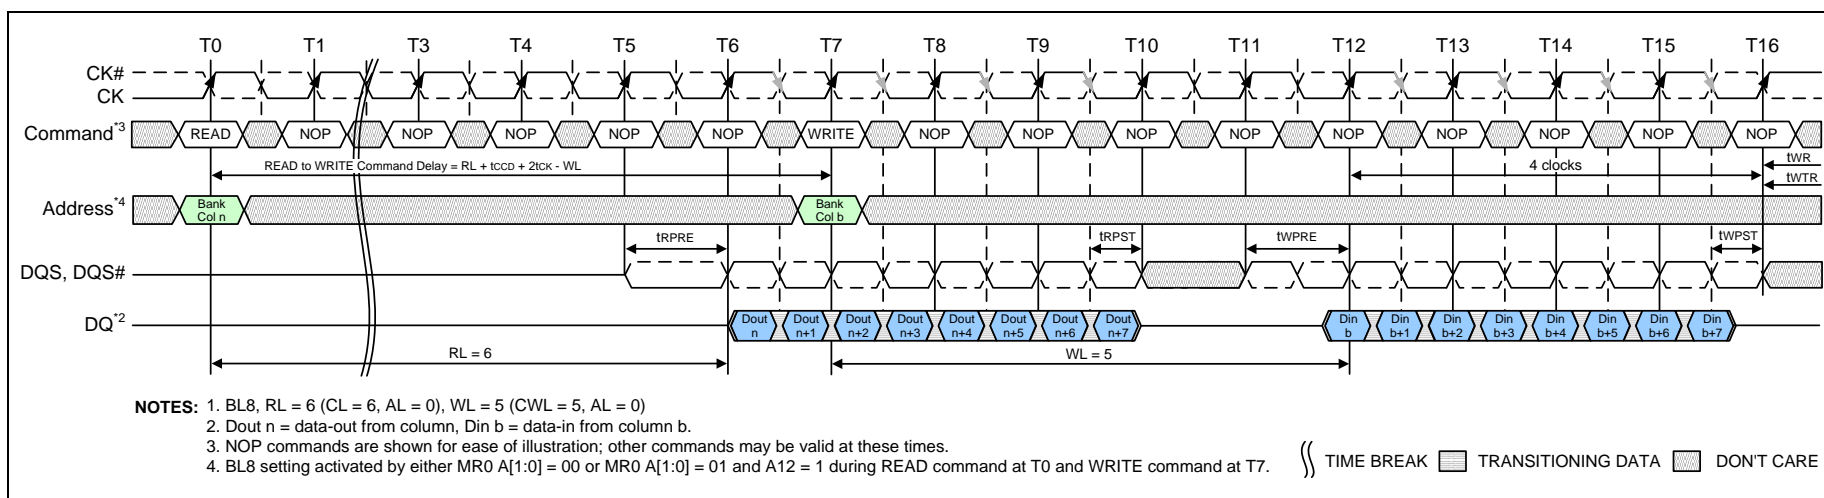 T0 T1 T3 T4 T5 T6 T7 T8 T9 T10 T11 T12 T13 T14 T15 T16
CK#
CK
Command*3 READ NOP NOP NOP NOP NOP WRITE NOP NOP NOP NOP NOP NOP NOP NOP NOP
READ to WRITE Command Delay = RL + tCCD + 2tCK - WL 4 clocks tWR
tWTR
Address*4 Bank Col n Bank Col b
tRPRE tRPST tWPRE tWPST
DQS, DQS#
DQ*2 Dout n Dout n+1 Dout n+2 Dout n+3 Dout n+4 Dout n+5 Dout n+6 Dout n+7 Din b Din b+1 Din b+2 Din b+3 Din b+4 Din b+5 Din b+6 Din b+7
RL = 6 WL = 5
NOTES: 1. BL8, RL = 6 (CL = 6, AL = 0), WL = 5 (CWL = 5, AL = 0)
2. Dout n = data-out from column, Din b = data-in from column b.
3. NOP commands are shown for ease of illustration; other commands may be valid at these times.
4. BL8 setting activated by either MR0 A[1:0] = 00 or MR0 A[1:0] = 01 and A12 = 1 during READ command at T0 and WRITE command at T7.
TIME BREAK TRANSITIONING DATA DON'T CARE